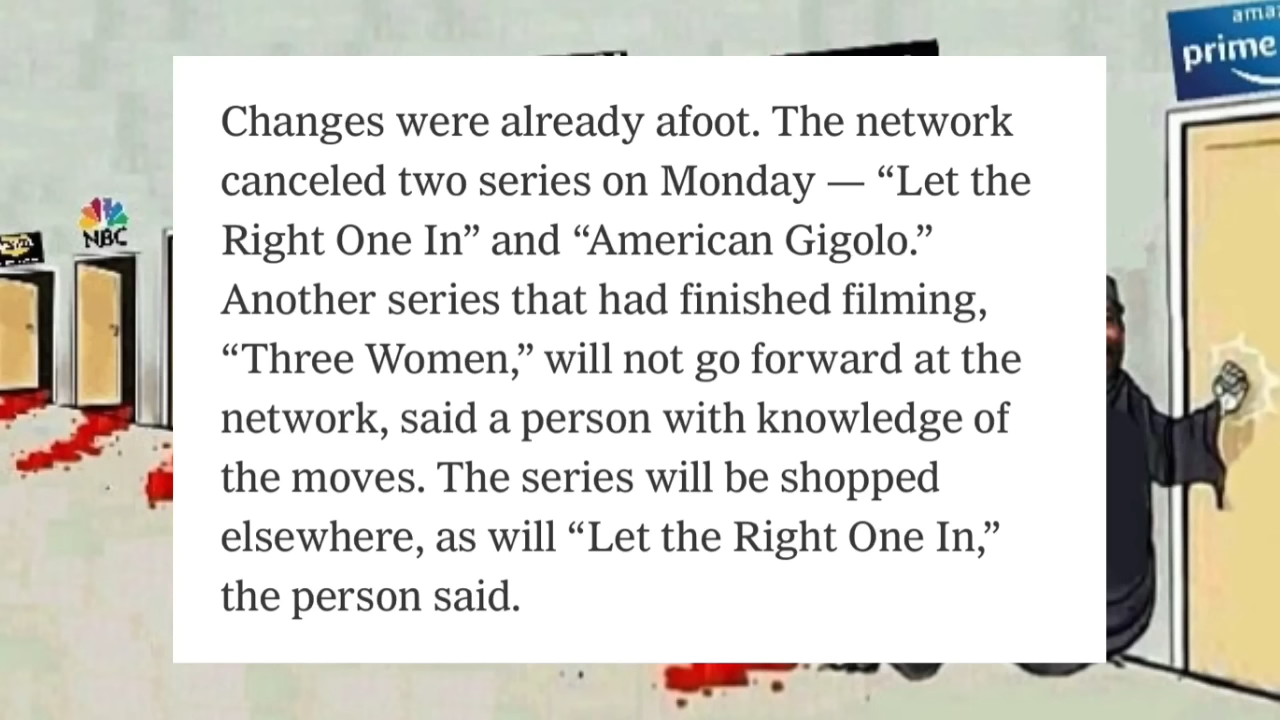 amaz
prime
NBC
Changes were already afoot. The network
canceled two series on Monday — “Let the
Right One In” and “American Gigolo.”
Another series that had finished filming,
“Three Women,” will not go forward at the
network, said a person with knowledge of
the moves. The series will be shopped
elsewhere, as will “Let the Right One In,”
the person said.